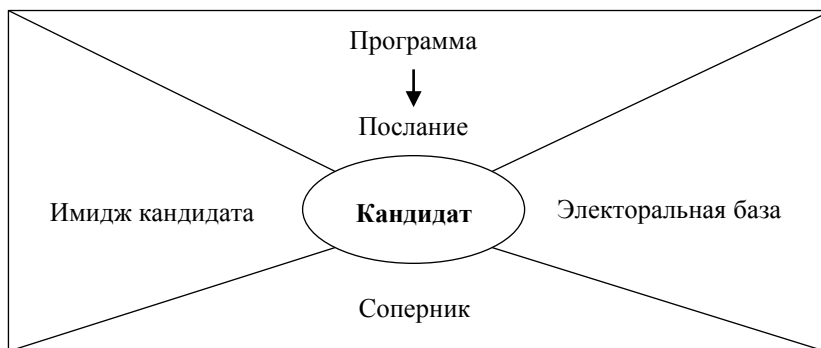 Программа
Послание
Имидж кандидата
Кандидат
Электоральная база
Соперник